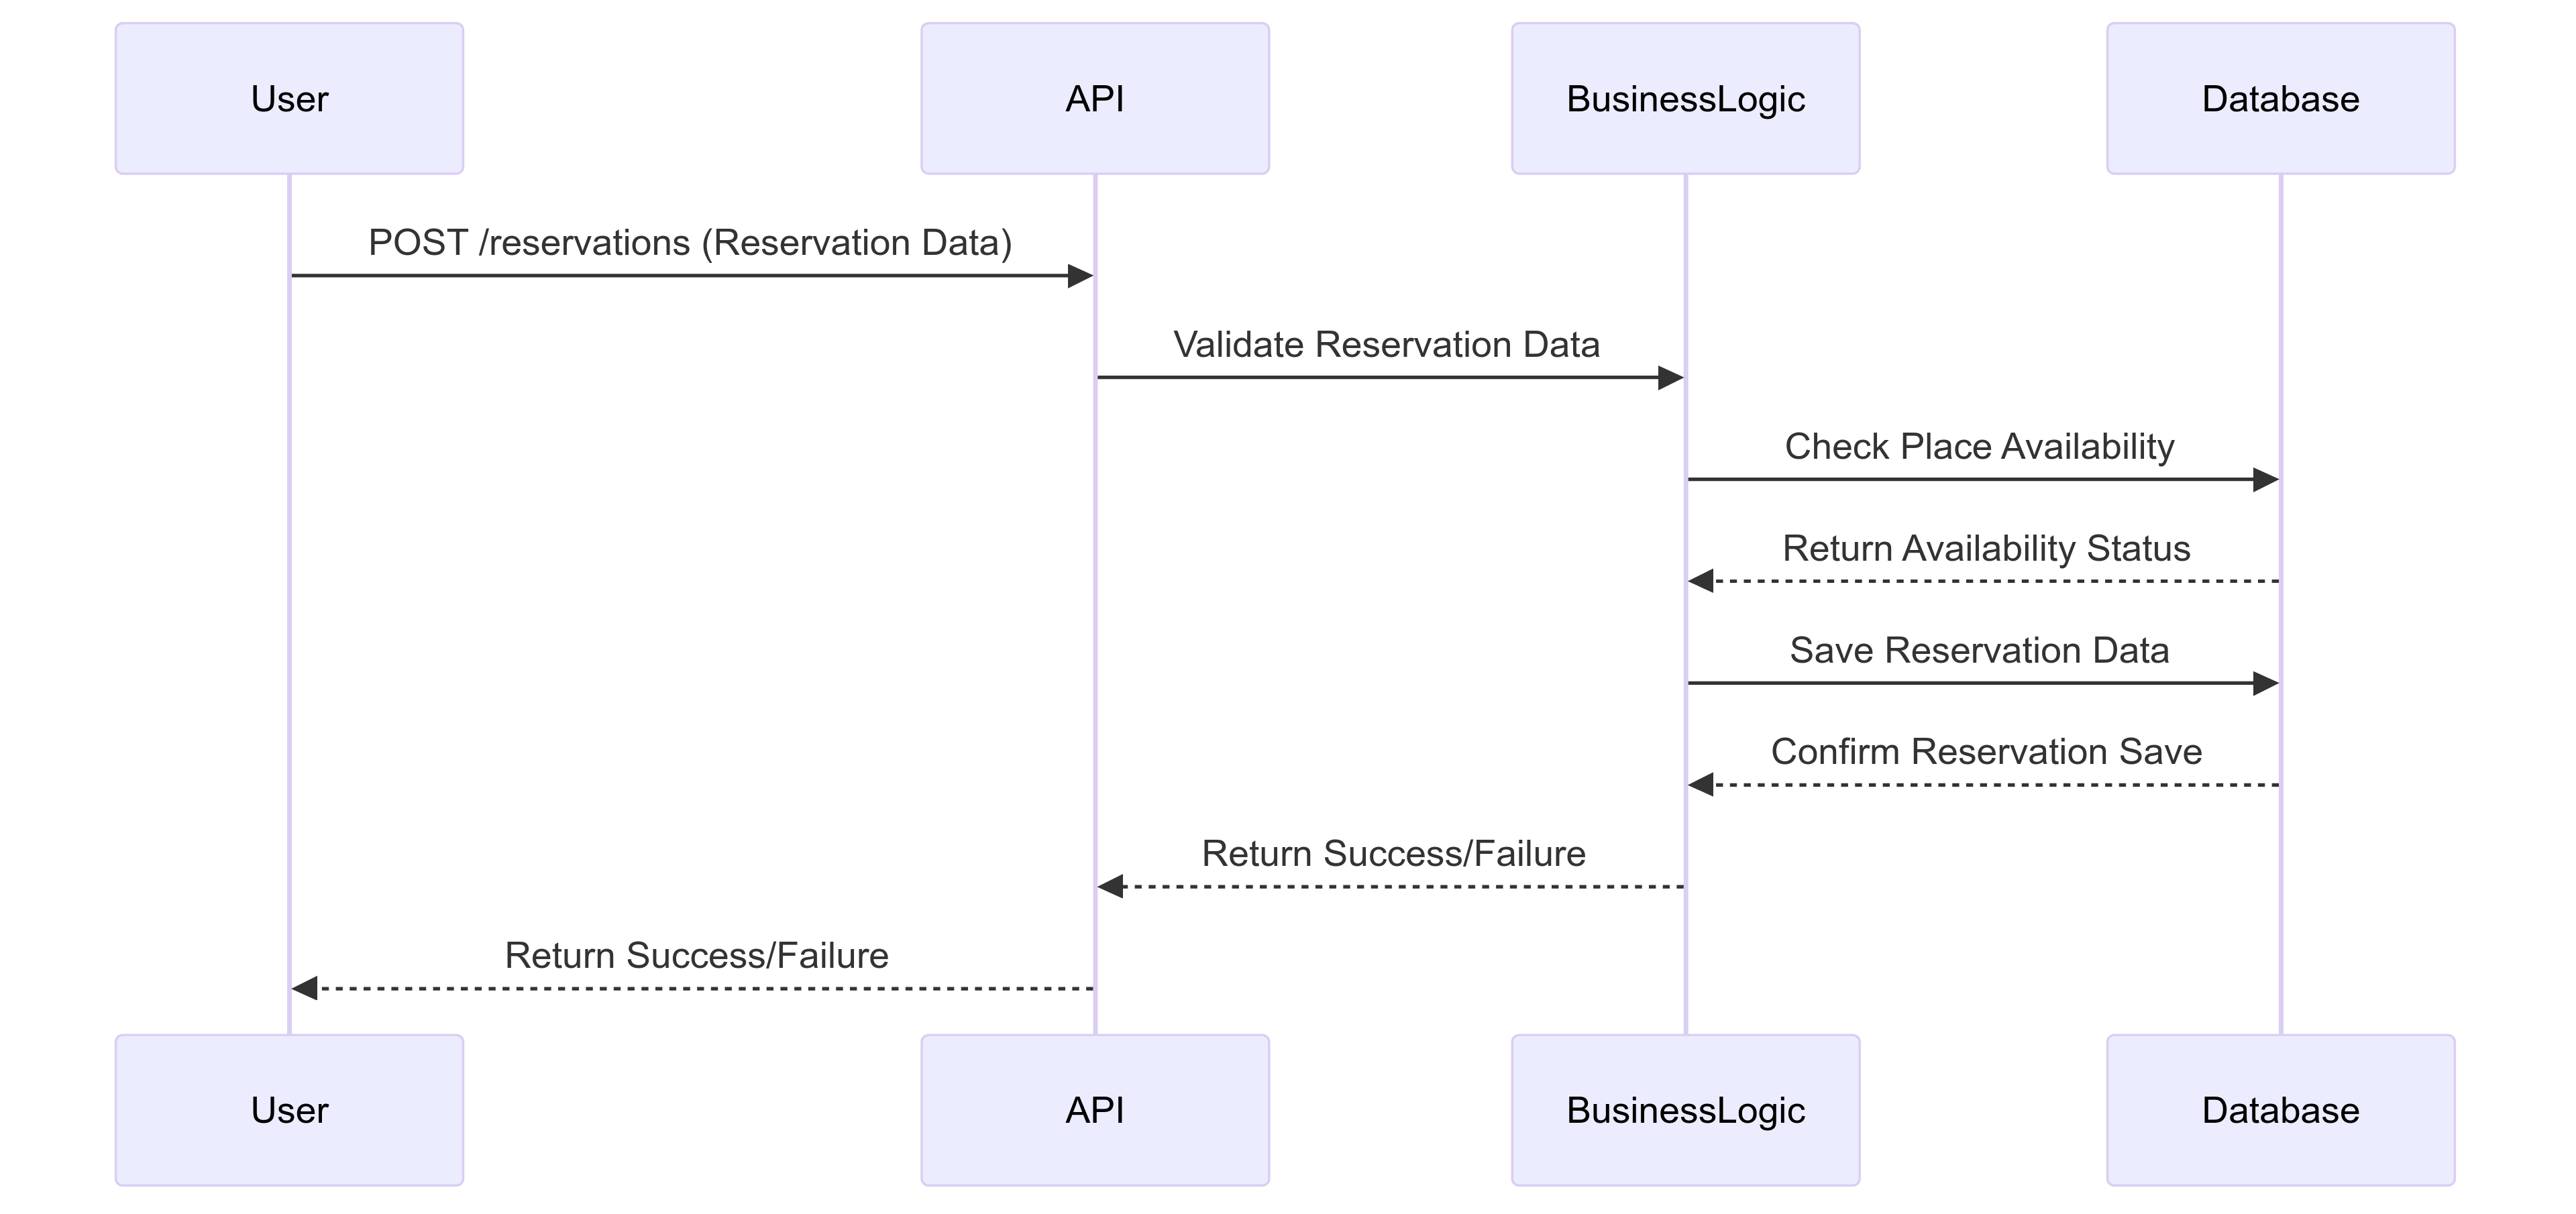 User
API
BusinessLogic
Database
POST /reservations (Reservation Data)
Validate Reservation Data
Check Place Availability
Return Availability Status
Save Reservation Data
Confirm Reservation Save
Return Success/Failure
Return Success/Failure
User
API
BusinessLogic
Database